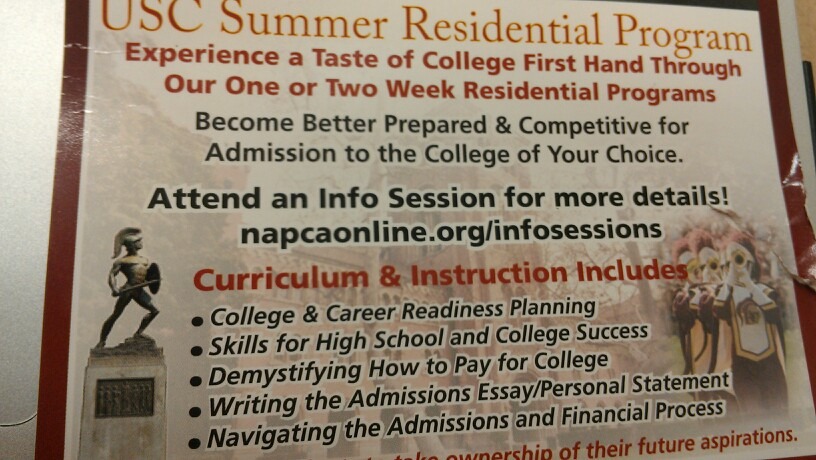 USC Summer Residential Program
Experience a Taste of College First Hand Through
Our One or Two Week Residential Programs
Become Better Prepared & Competitive for
Admission to the College of Your Choice.
Attend an Info Session for more details!
napcaonline.org/infosessions
Curriculum & Instruction Includes
• College & Career Readiness Planning
• Skills for High School and College Success
• Demystifying How to Pay for College
• Writing the Admissions Essay/Personal Statement
• Navigating the Admissions and Financial Process
take ownership of their future aspirations.